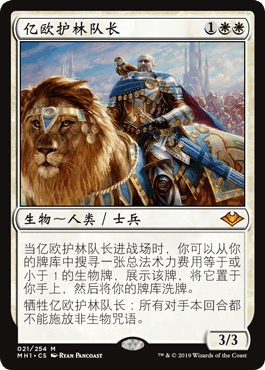 亿欧护林队长 1
生物～人类／士兵
当亿欧护林队长进战场时，你可以从你
的牌库中搜寻一张总法术力费用等于或
小于1的生物牌，展示该牌，将它置于
你手上，然后将你的牌库洗牌。
牺牲亿欧护林队长：所有对手本回合都
不能施放非生物咒语。
3/3
021/254 M
MH1 • CS RYAN PANCOAST
™ & © 2019 Wizards of the Coast